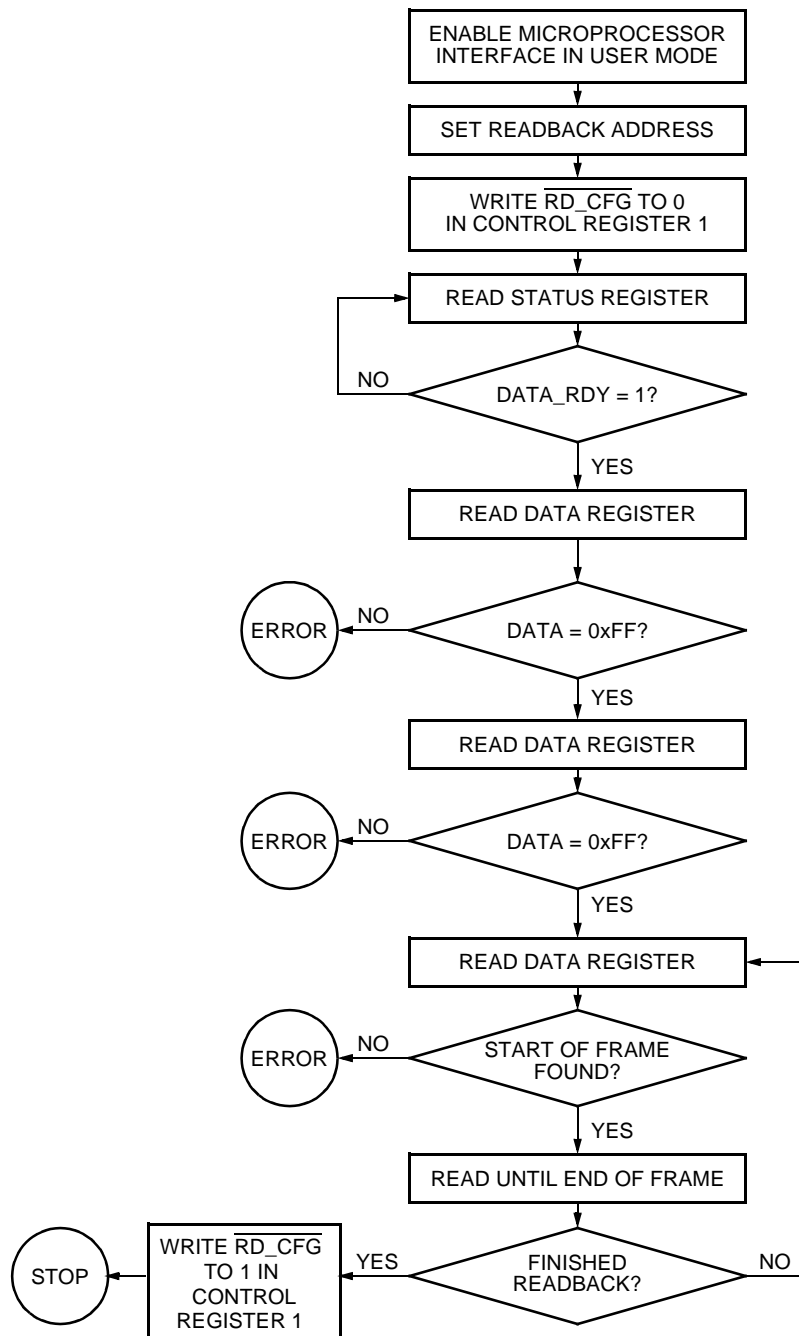 ENABLE MICROPROCESSOR
INTERFACE IN USER MODE
SET READBACK ADDRESS
WRITE RD_CFG TO 0
IN CONTROL REGISTER 1
READ STATUS REGISTER
NO
DATA_RDY = 1?
YES
READ DATA REGISTER
ERROR
NO
DATA = 0xFF?
YES
READ DATA REGISTER
ERROR
NO
DATA = 0xFF?
YES
READ DATA REGISTER
ERROR
NO
START OF FRAME
FOUND?
YES
READ UNTIL END OF FRAME
STOP
WRITE RD_CFG
TO 1 IN
CONTROL
REGISTER 1
YES
FINISHED
READBACK?
NO